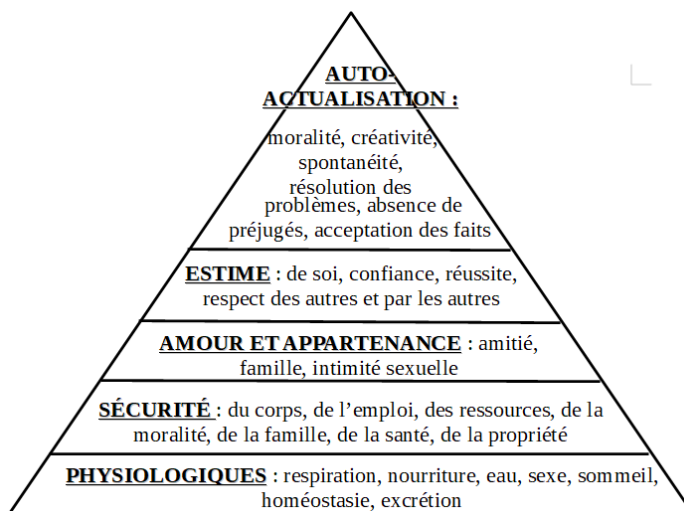 AUTO-
ACTUALISATION :
moralité, créativité,
spontanéité,
résolution des
problèmes, absence de
préjugés, acceptation des faits
ESTIME : de soi, confiance, réussite,
respect des autres et par les autres
AMOUR ET APPARTENANCE : amitié,
famille, intimité sexuelle
SÉCURITÉ : du corps, de l’emploi, des ressources, de la
moralité, de la famille, de la santé, de la propriété
PHYSIOLOGIQUES : respiration, nourriture, eau, sexe, sommeil,
homéostasie, excrétion